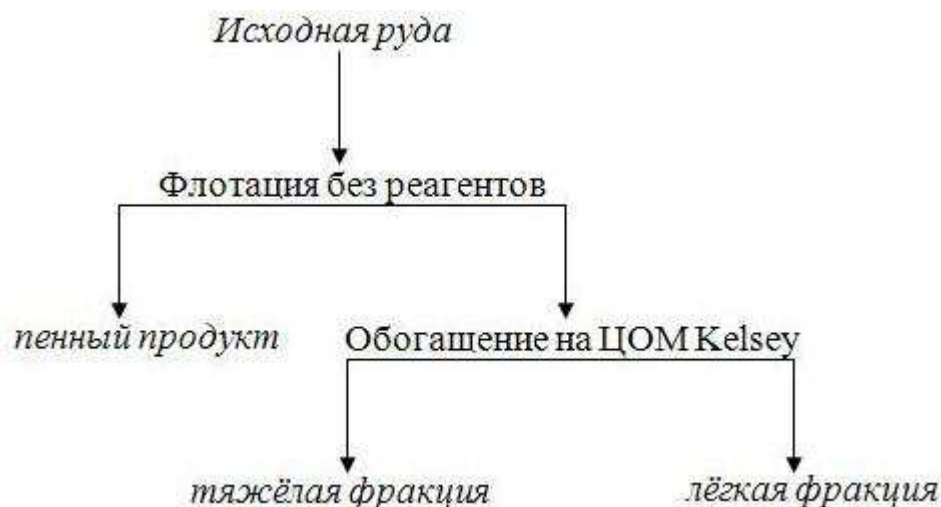 Исходная руда
Флотация без реагентов
пенный продукт
Обогащение на ЦОМ Kelsey
тяжёлая фракция
лёгкая фракция